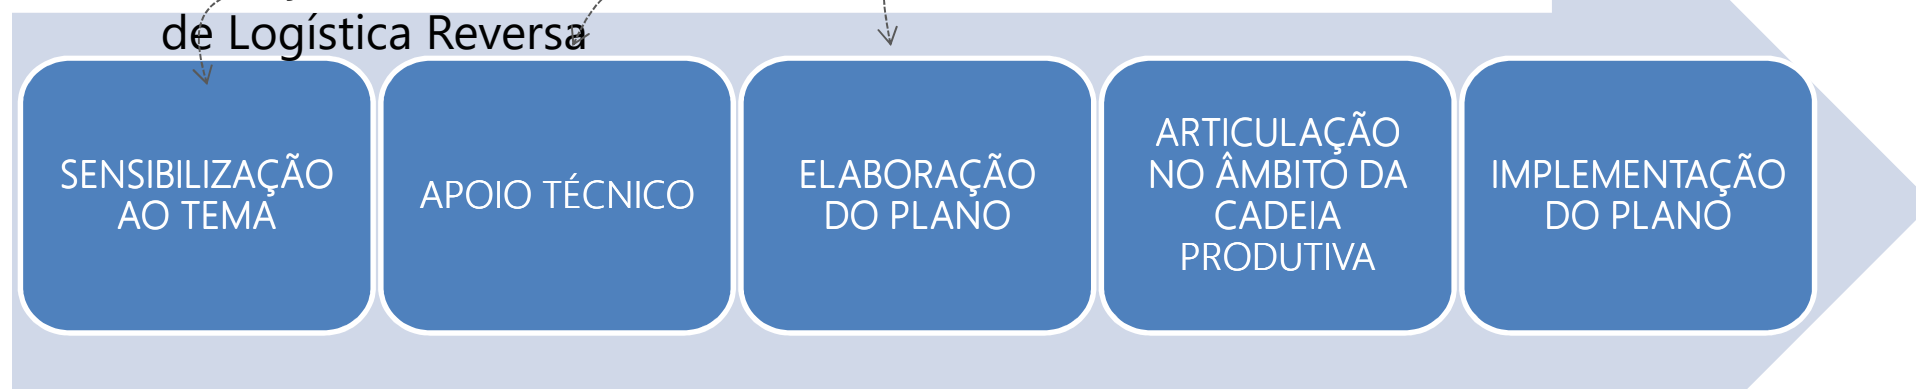 de Logística Reversa
SENSIBILIZAÇÃO
AO TEMA
APOIO TÉCNICO
ELABORAÇÃO
DO PLANO
ARTICULAÇÃO
NO ÂMBITO DA
CADEIA
PRODUTIVA
IMPLEMENTAÇÃO
DO PLANO